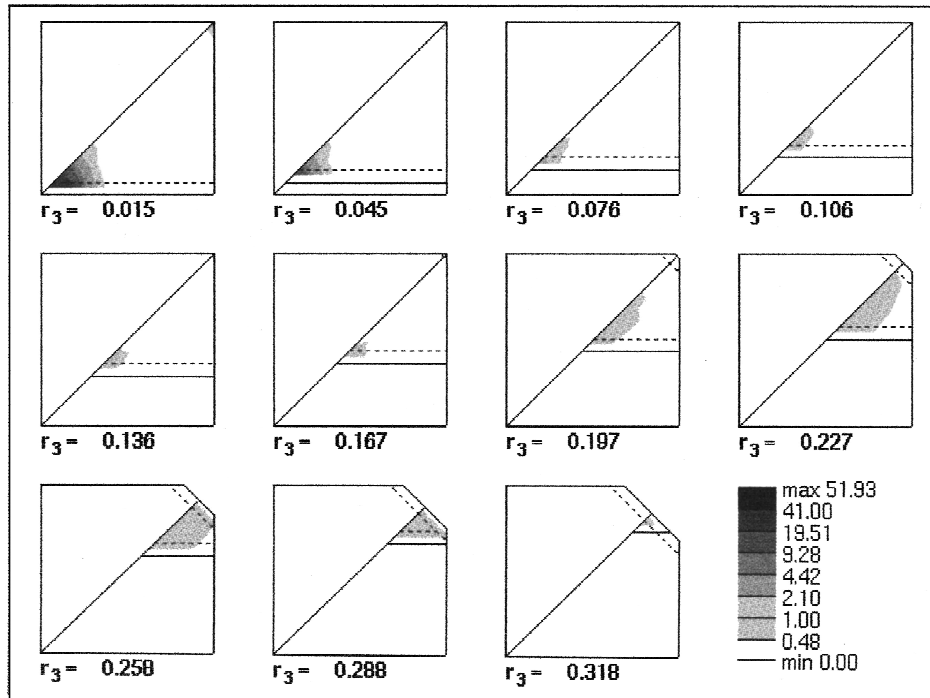 r3 = 0.015
r3 = 0.045
r3 = 0.076
r3 = 0.106
r3 = 0.136
r3 = 0.167
r3 = 0.197
r3 = 0.227
r3 = 0.258
r3 = 0.288
r3 = 0.318
max 51.93
41.00
19.51
9.28
4.42
2.10
1.00
0.48
min 0.00